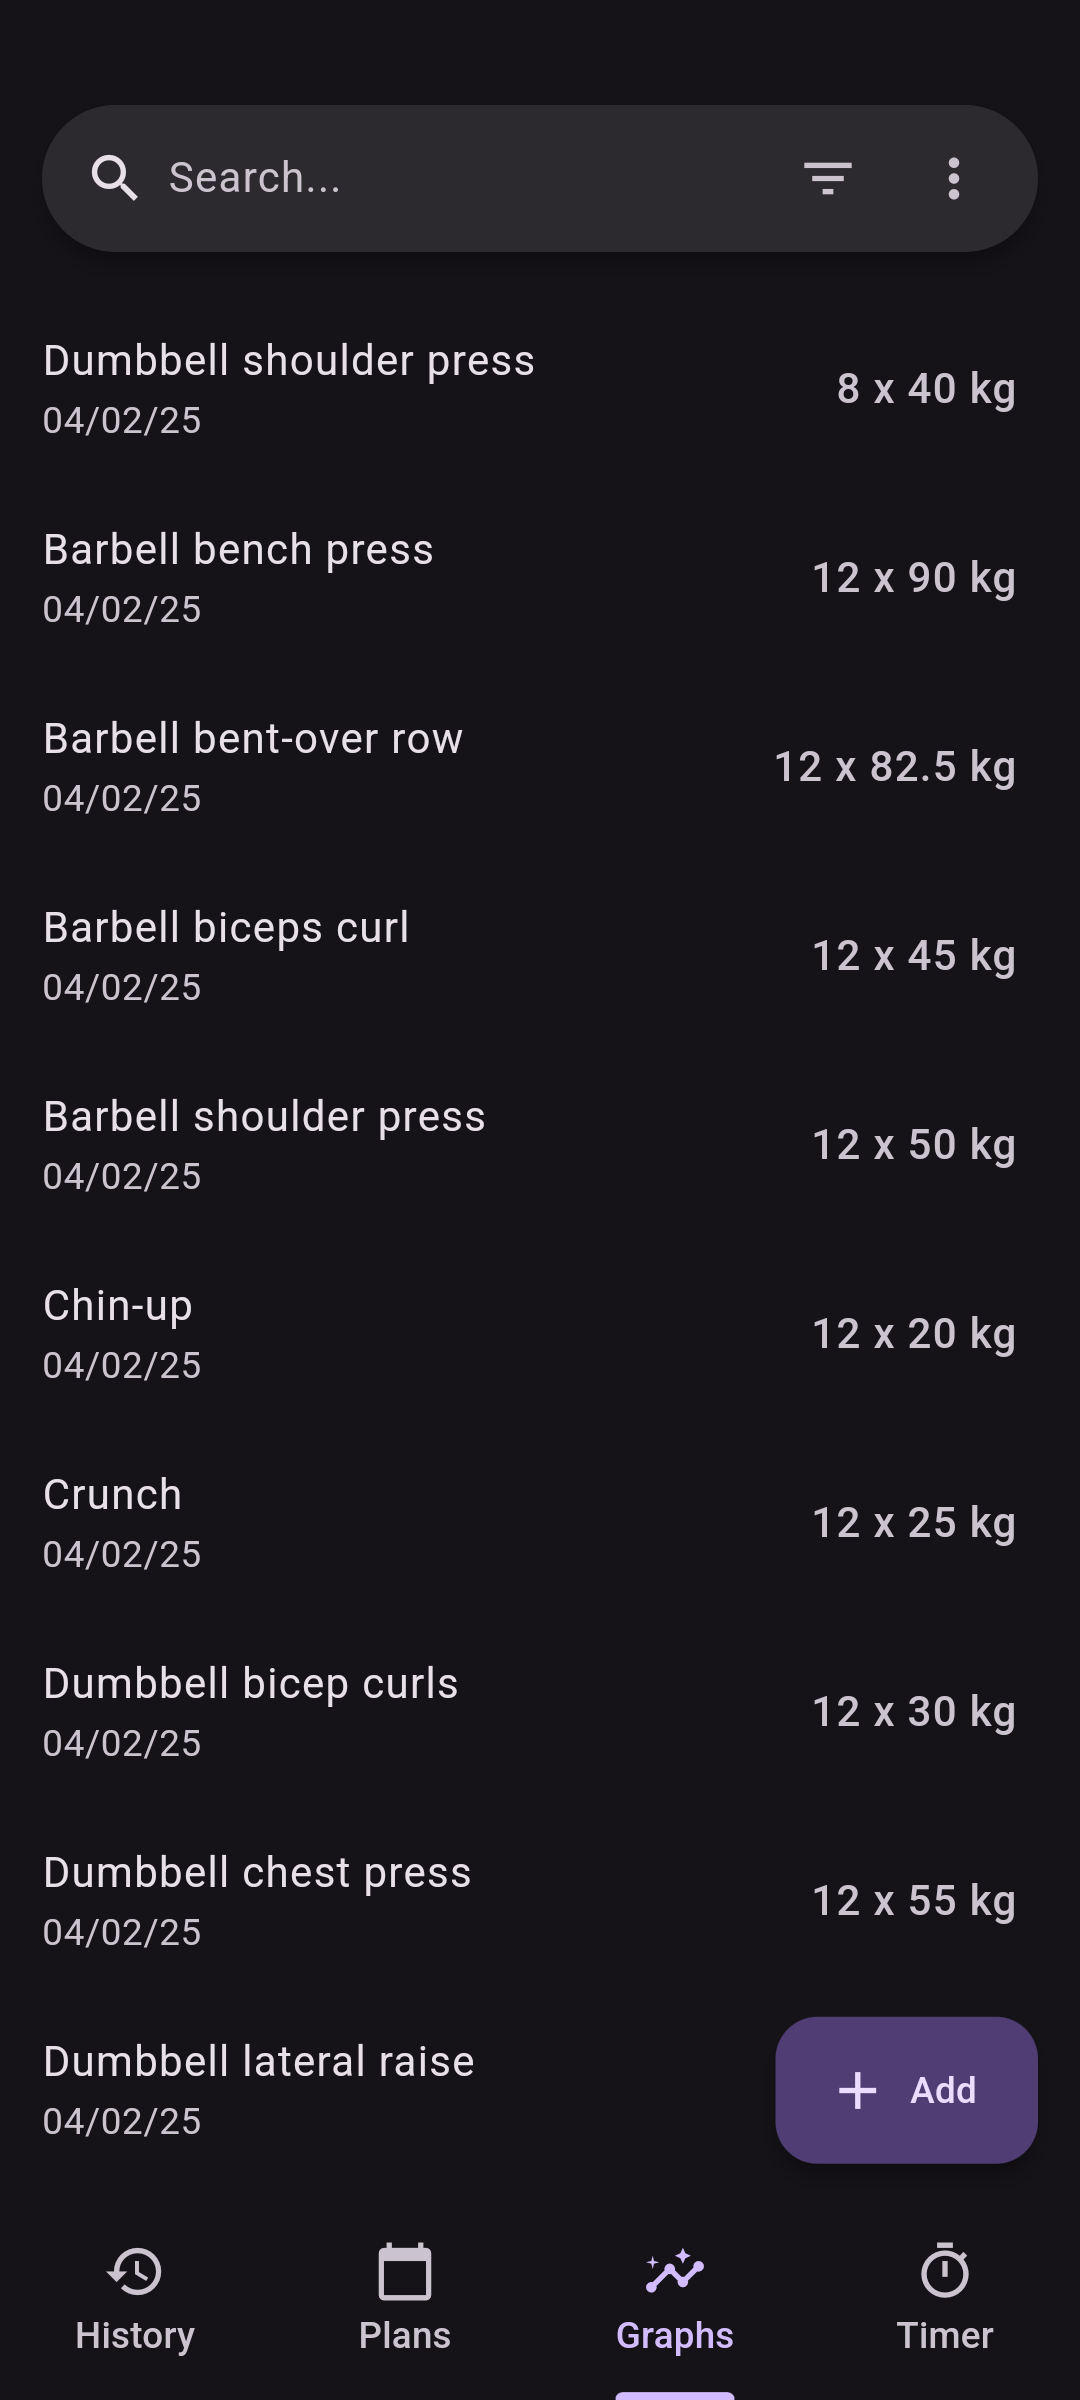 Search...
Dumbbell shoulder press
04/02/25
8 x 40 kg
Barbell bench press
04/02/25
12 x 90 kg
Barbell bent-over row
04/02/25
12 x 82.5 kg
Barbell biceps curl
04/02/25
12 x 45 kg
Barbell shoulder press
04/02/25
12 x 50 kg
Chin-up
04/02/25
12 x 20 kg
Crunch
04/02/25
12 x 25 kg
Dumbbell bicep curls
04/02/25
12 x 30 kg
Dumbbell chest press
04/02/25
12 x 55 kg
Dumbbell lateral raise
04/02/25
Add
History
Plans
Graphs
Timer